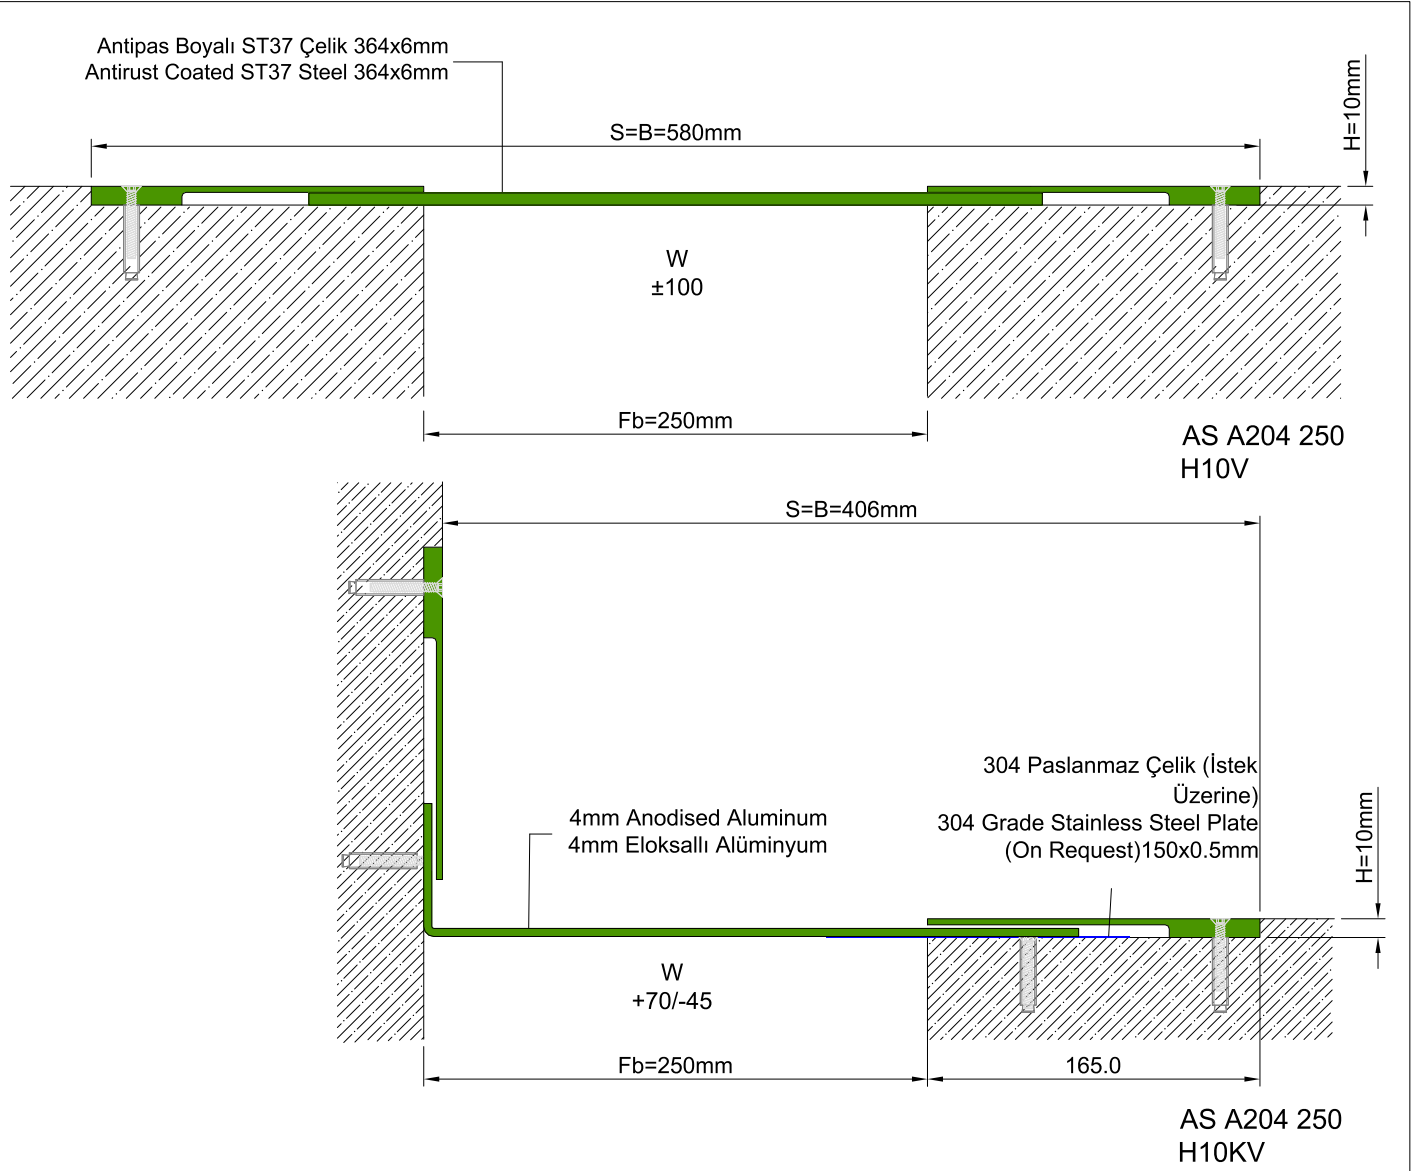 Antipas Boyalı ST37 Çelik 364x6mm
Antirust Coated ST37 Steel 364x6mm
S=B=580mm
H=10mm
W
±100
Fb=250mm
AS A204 250
H10V
S=B=406mm
304 Paslanmaz Çelik (İstek
Üzerine)
304 Grade Stainless Steel Plate
(On Request)150x0.5mm
4mm Anodised Aluminum
4mm Eloksallı Alüminyum
H=10mm
W
+70/-45
Fb=250mm
165.0
AS A204 250
H10KV